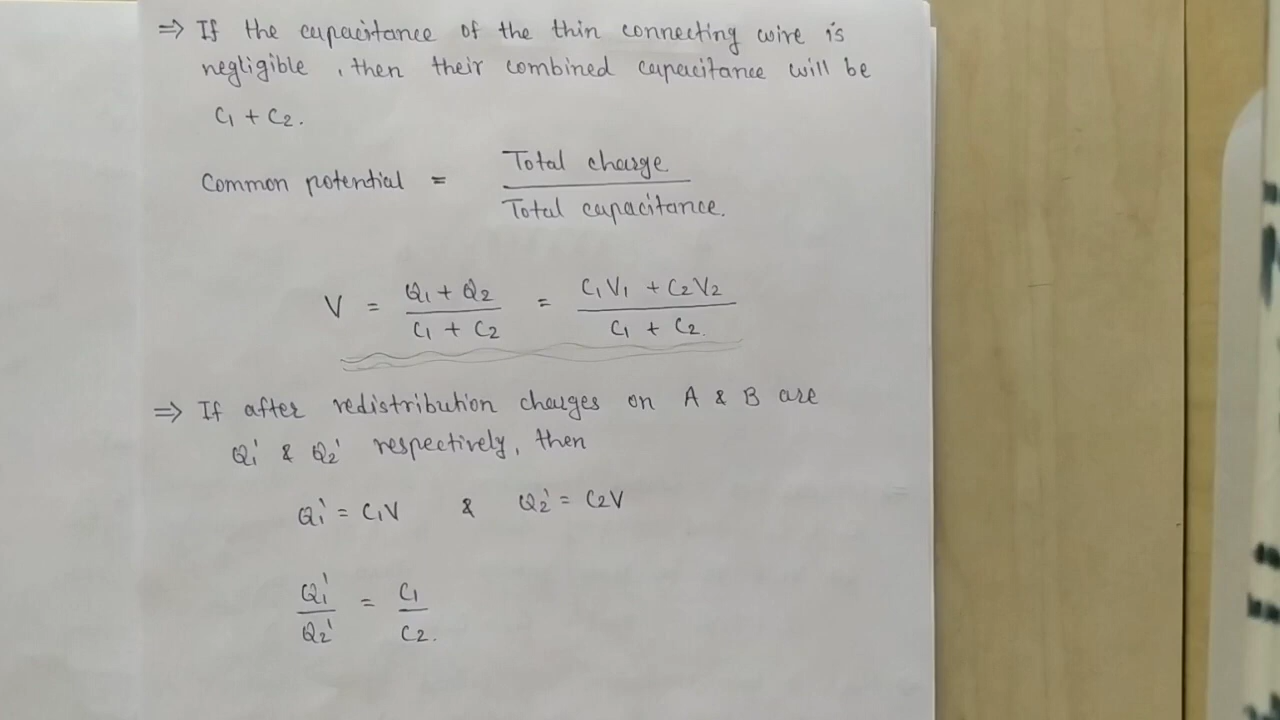 ⇒ If the capacitance of the thin connecting wire is
negligible, then their combined capacitance will be
C₁ + C₂.
Common potential = Total charge / Total capacitance.
V = Q₁ + Q₂ / C₁ + C₂ = C₁V₁ + C₂V₂ / C₁ + C₂.
⇒ If after redistribution charges on A & B are
Q₁' & Q₂' respectively, then
Q₁' = C₁V & Q₂' = C₂V
Q₁' / Q₂' = C₁ / C₂.